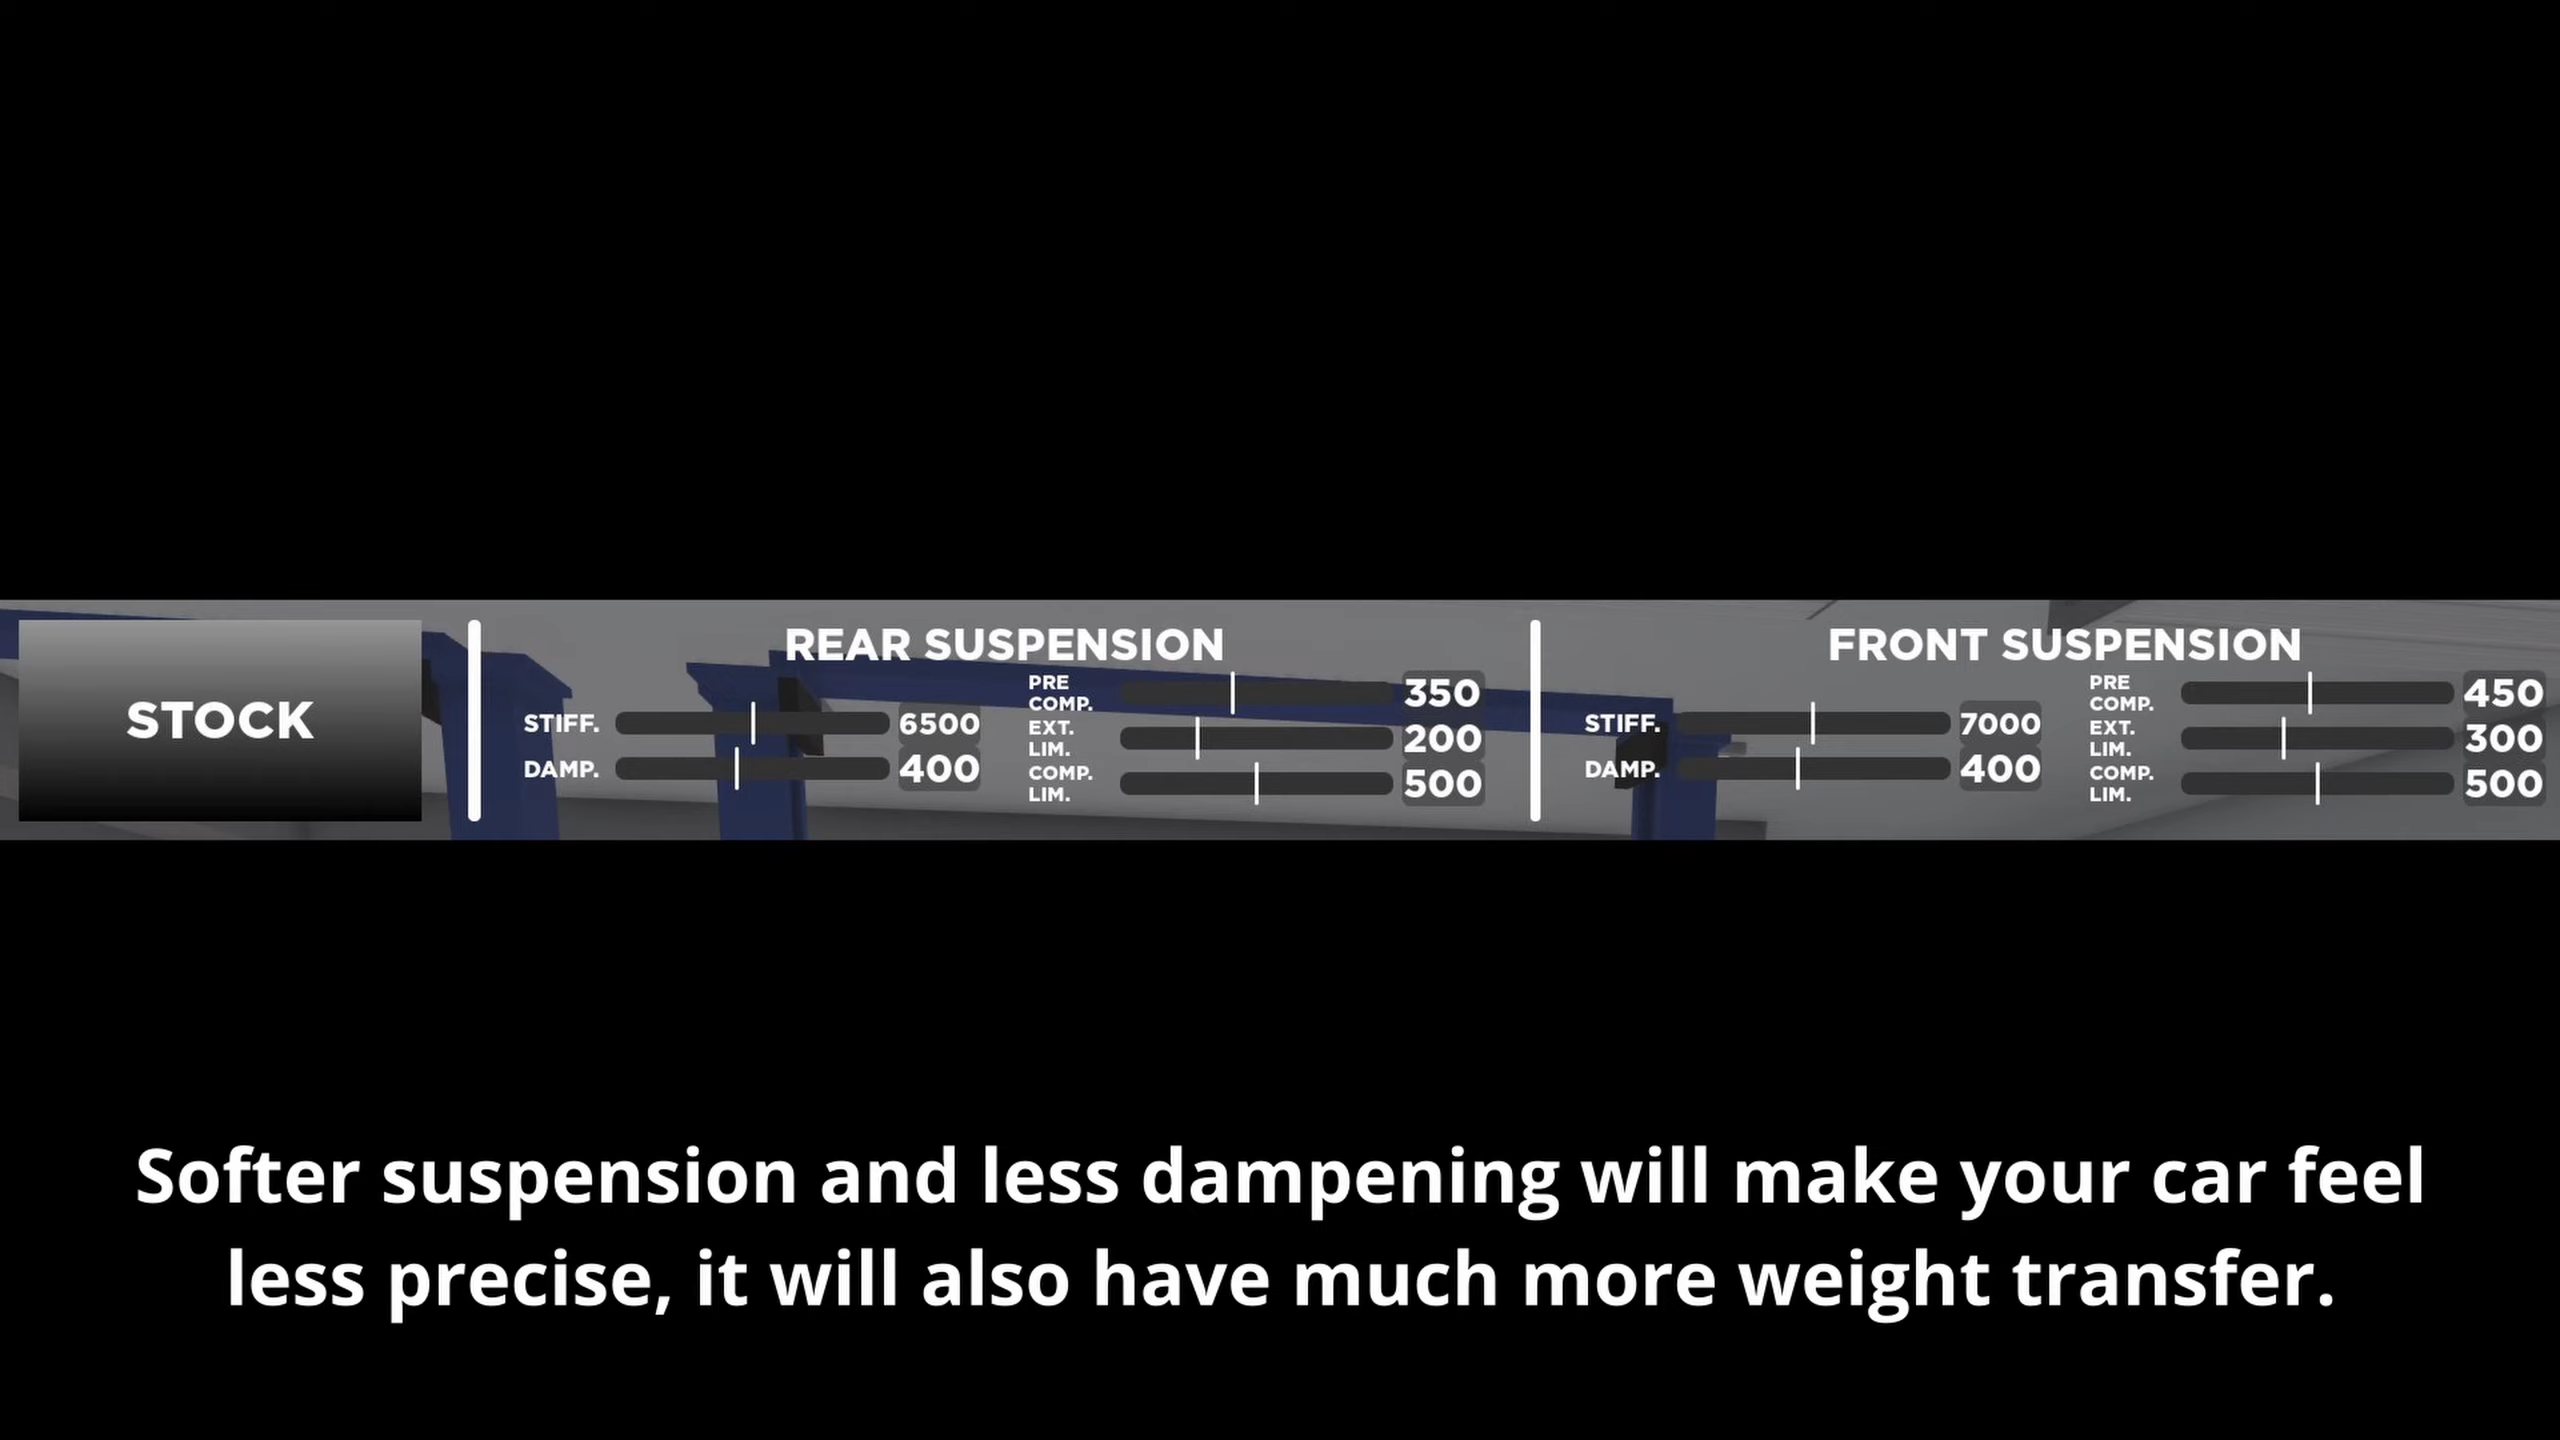 STOCK
REAR SUSPENSION
STIFF. 6500
DAMP. 400
PRE
COMP. 350
EXT.
LIM. 200
COMP.
LIM. 500
FRONT SUSPENSION
STIFF. 7000
DAMP. 400
PRE
COMP. 450
EXT.
LIM. 300
COMP.
LIM. 500
Softer suspension and less dampening will make your car feel
less precise, it will also have much more weight transfer.